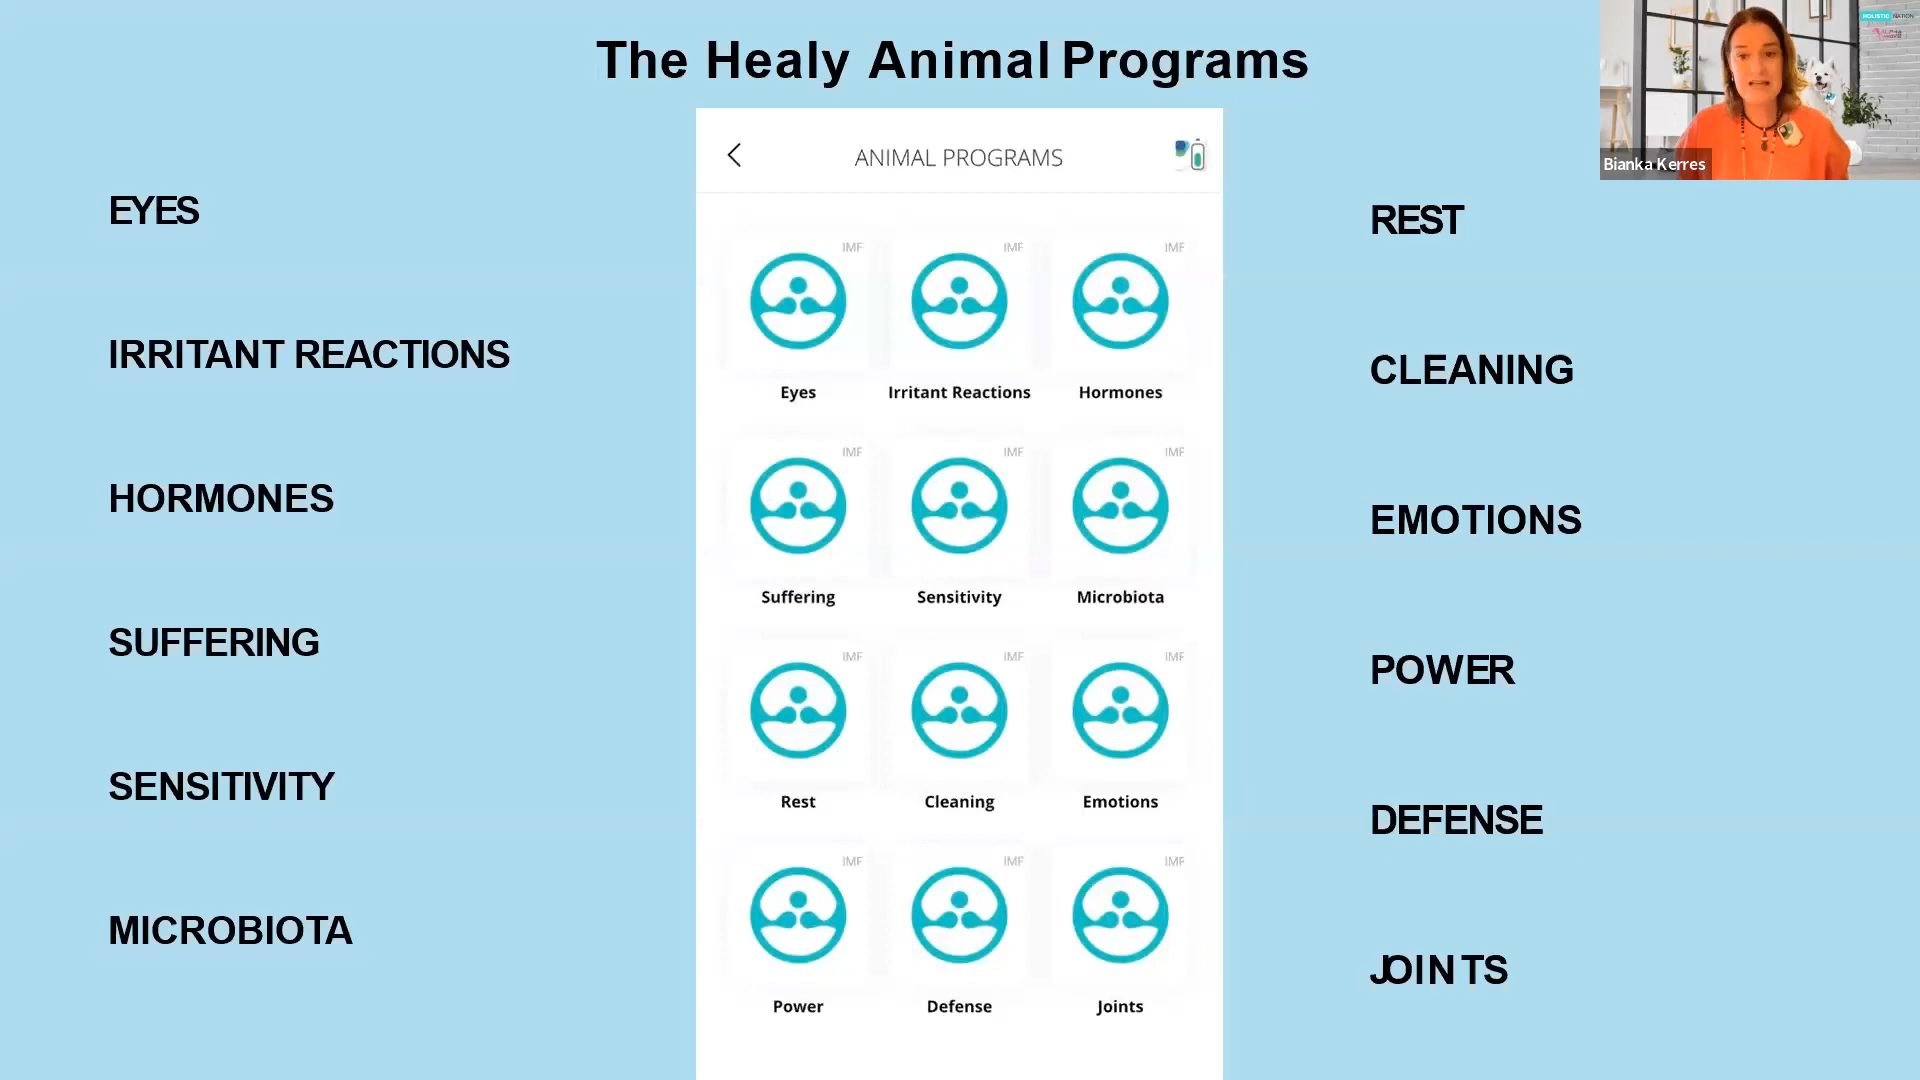 The Healy Animal Programs
HOLISTIC NATION
Bianka Kerres
EYES
IRRITANT REACTIONS
HORMONES
SUFFERING
SENSITIVITY
MICROBIOTA
ANIMAL PROGRAMS
IMF IMF IMF
Eyes Irritant Reactions Hormones
IMF IMF IMF
Suffering Sensitivity Microbiota
IMF IMF IMF
Rest Cleaning Emotions
IMF IMF IMF
Power Defense Joints
REST
CLEANING
EMOTIONS
POWER
DEFENSE
JOINTS